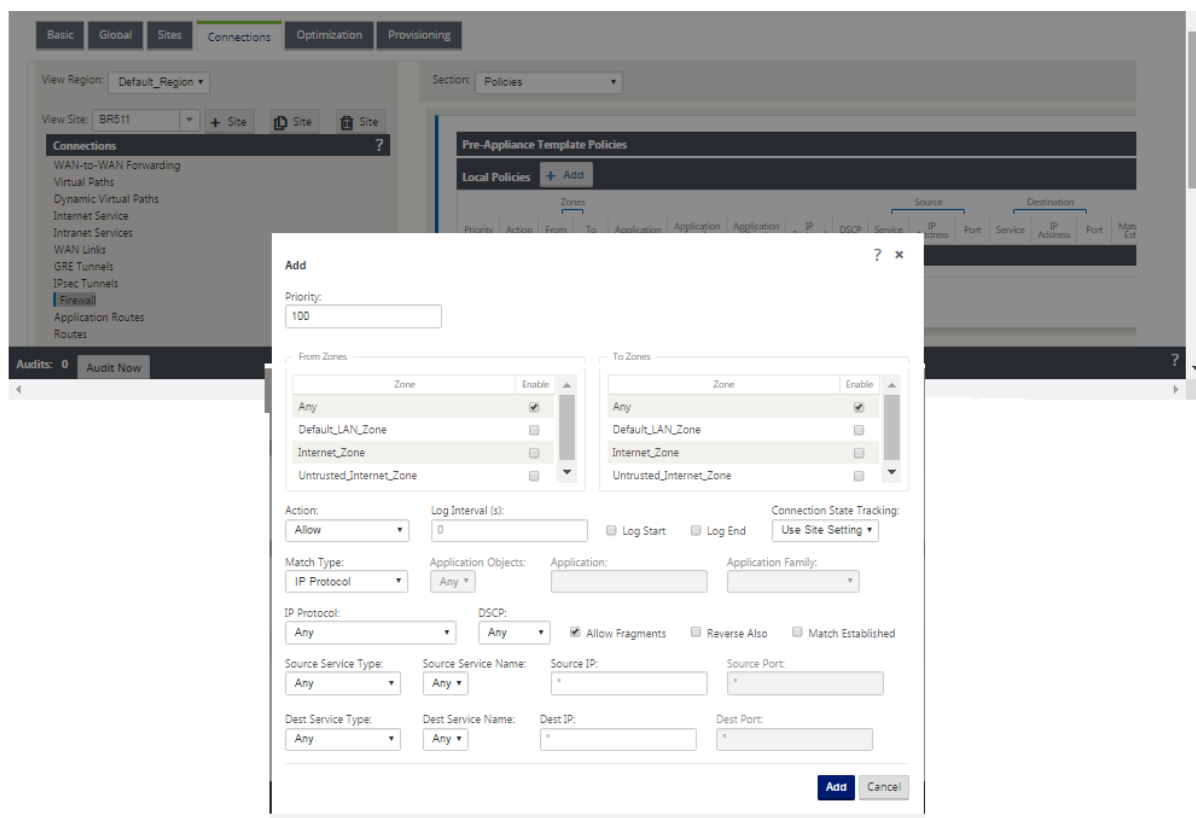 Basic Global Sites Connections Optimization Provisioning
View Region: Default_Region
Section: Policies
View Site: BR511 + Site Site Site
Connections ?
WAN-to-WAN Forwarding
Virtual Paths
Dynamic Virtual Paths
Internet Service
Intranet Services
WAN Links
GRE Tunnels
IPsec Tunnels
Firewall
Application Routes
Routes
Pre-Appliance Template Policies
Local Policies + Add
Zones Source Destination
Priority Action From To Application Application Application IP DSCP Service IP Address Port Service IP Address Port
Audits: 0 Audit Now ?
Add ? ×
Priority:
100
From Zones
Zone Enable
Any
Default_LAN_Zone
Internet_Zone
Untrusted_Internet_Zone
To Zones
Zone Enable
Any
Default_LAN_Zone
Internet_Zone
Untrusted_Internet_Zone
Action: Log Interval (s): Connection State Tracking:
Allow 0 Log Start Log End Use Site Setting
Match Type: Application Objects: Application: Application Family:
IP Protocol Any
IP Protocol: DSCP:
Any Any Allow Fragments Reverse Also Match Established
Source Service Type: Source Service Name: Source IP: Source Port:
Any Any * *
Dest Service Type: Dest Service Name: Dest IP: Dest Port:
Any Any * *
Add Cancel